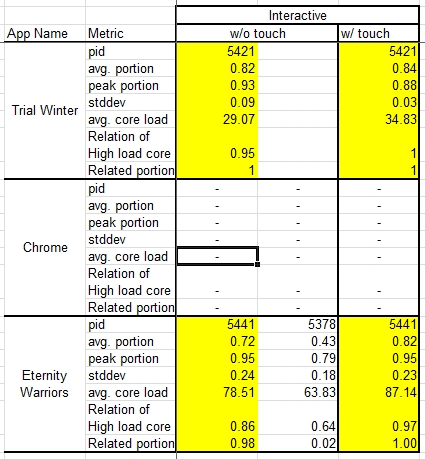 Interactive
App Name Metric w/o touch w/ touch
pid 5421 5421
avg. portion 0.82 0.84
peak portion 0.93 0.88
Trial Winter stddev 0.09 0.03
avg. core load 29.07 34.83
Relation of
High load core 0.95 1
Related portion 1 1
pid - - -
avg. portion - - -
peak portion - - -
Chrome stddev - - -
avg. core load - - -
Relation of
High load core - - -
Related portion - - -
pid 5441 5378 5441
avg. portion 0.72 0.43 0.82
peak portion 0.95 0.79 0.95
Eternity Warriors stddev 0.24 0.18 0.23
avg. core load 78.51 63.83 87.14
Relation of
High load core 0.86 0.64 0.97
Related portion 0.98 0.02 1.00